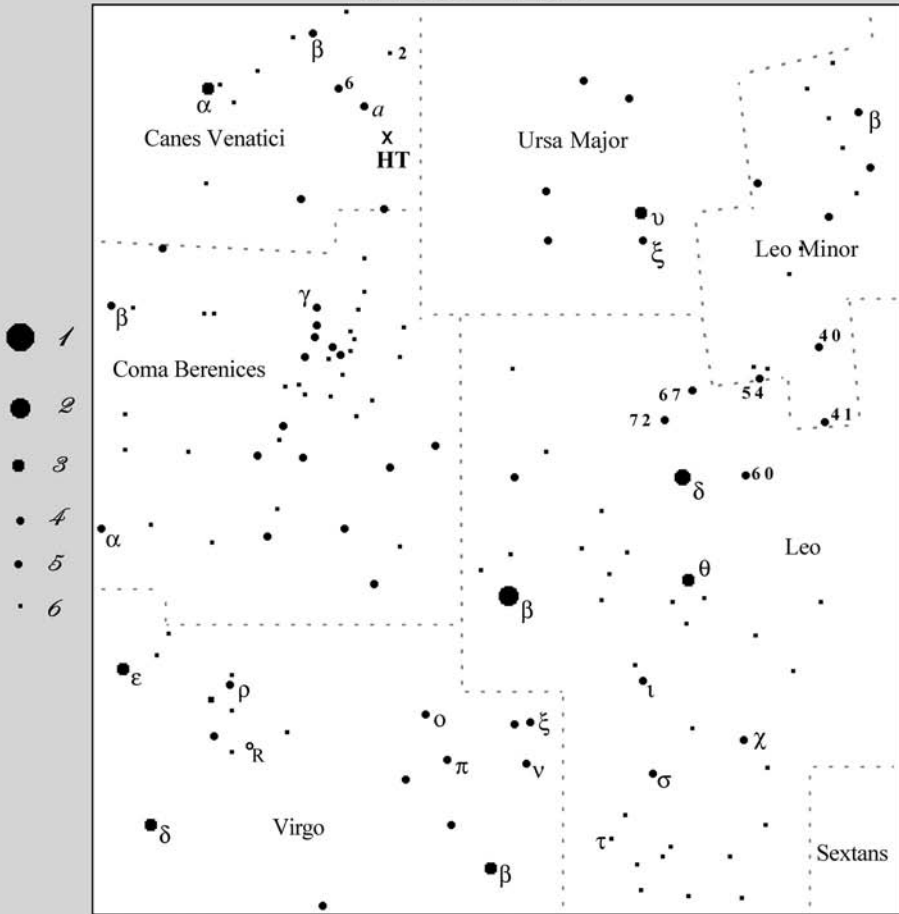 β
2
6
α
a
β
Canes Venatici
Ursa Major
X
HT
υ
ξ
Leo Minor
γ
β
1
40
Coma Berenices
67
54
2
72
41
3
60
δ
4
α
Leo
5
θ
6
β
ε
ρ
ι
ο
ξ
χ
R
π
ν
σ
δ
Virgo
τ
Sextans
β